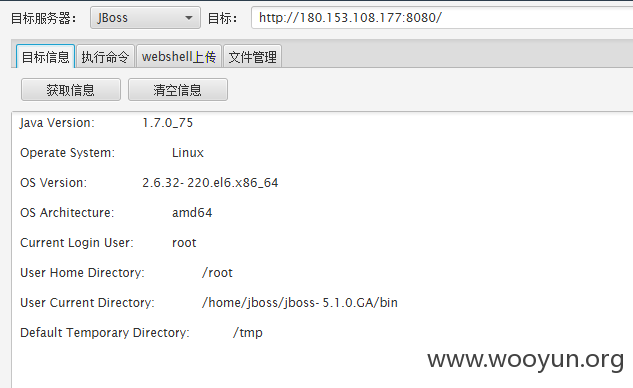 目标服务器： JBoss 目标： http://180.153.108.177:8080/
目标信息 执行命令 webshell上传 文件管理
获取信息 清空信息
Java Version: 1.7.0_75
Operate System: Linux
OS Version: 2.6.32- 220.el6.x86_64
OS Architecture: amd64
Current Login User: root
User Home Directory: /root
User Current Directory: /home/jboss/jboss- 5.1.0.GA/bin
Default Temporary Directory: /tmp
www.wooyun.org